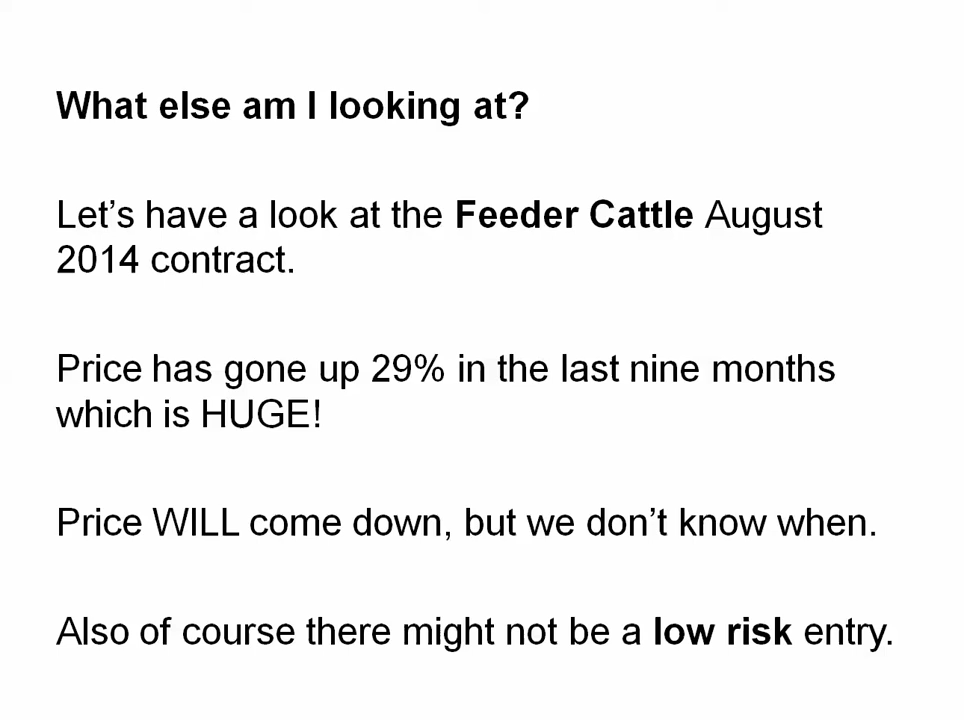 What else am I looking at?
Let’s have a look at the Feeder Cattle August
2014 contract.
Price has gone up 29% in the last nine months
which is HUGE!
Price WILL come down, but we don’t know when.
Also of course there might not be a low risk entry.